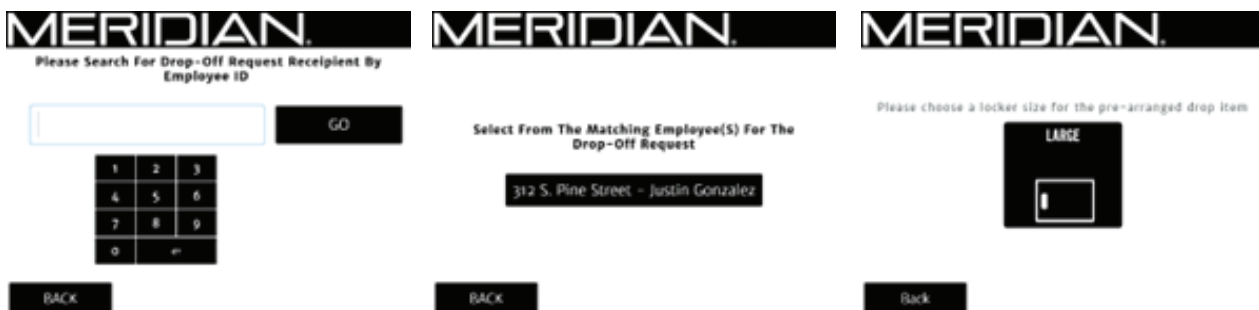 MERIDIAN.
Please Search For Drop-Off Request Receipient By
Employee ID
GO
1 2 3
4 5 6
7 8 9
0
BACK
MERIDIAN.
Select From The Matching Employee(S) For The
Drop-Off Request
312 S. Pine Street - Justin Gonzalez
BACK
MERIDIAN.
Please choose a locker size for the pre-arranged drop item
LARGE
Back